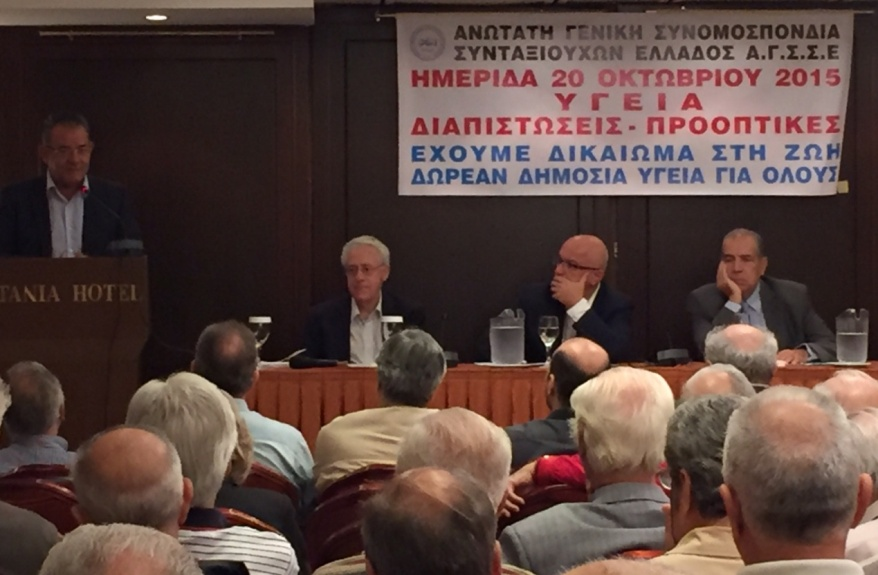 ΑΝΩΤΑΤΗ ΓΕΝΙΚΗ ΣΥΝΟΜΟΣΠΟΝΔΙΑ
ΣΥΝΤΑΞΙΟΥΧΩΝ ΕΛΛΑΔΟΣ Α.Γ.Σ.Σ.Ε
ΗΜΕΡΙΔΑ 20 ΟΚΤΩΒΡΙΟΥ 2015
ΥΓΕΙΑ
ΔΙΑΠΙΣΤΩΣΕΙΣ - ΠΡΟΟΠΤΙΚΕΣ
ΕΧΟΥΜΕ ΔΙΚΑΙΩΜΑ ΣΤΗ ΖΩΗ
ΔΩΡΕΑΝ ΔΗΜΟΣΙΑ ΥΓΕΙΑ ΓΙΑ ΟΛΟΥΣ
TANIA HOTEL